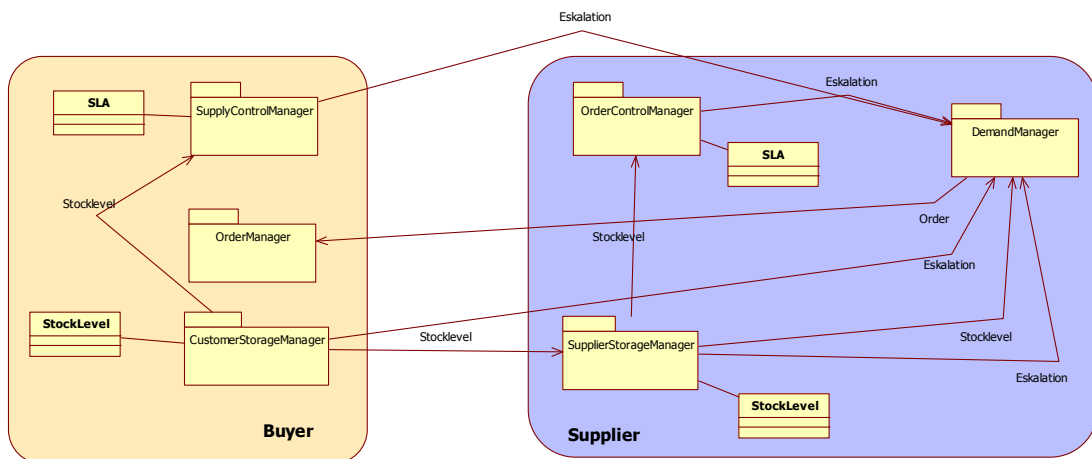 Eskalation
SLA
SupplyControlManager
OrderControlManager
Eskalation
DemandManager
SLA
Stocklevel
OrderManager
Order
Stocklevel
Eskalation
StockLevel
CustomerStorageManager
Stocklevel
SupplierStorageManager
Stocklevel
Eskalation
StockLevel
Buyer
Supplier